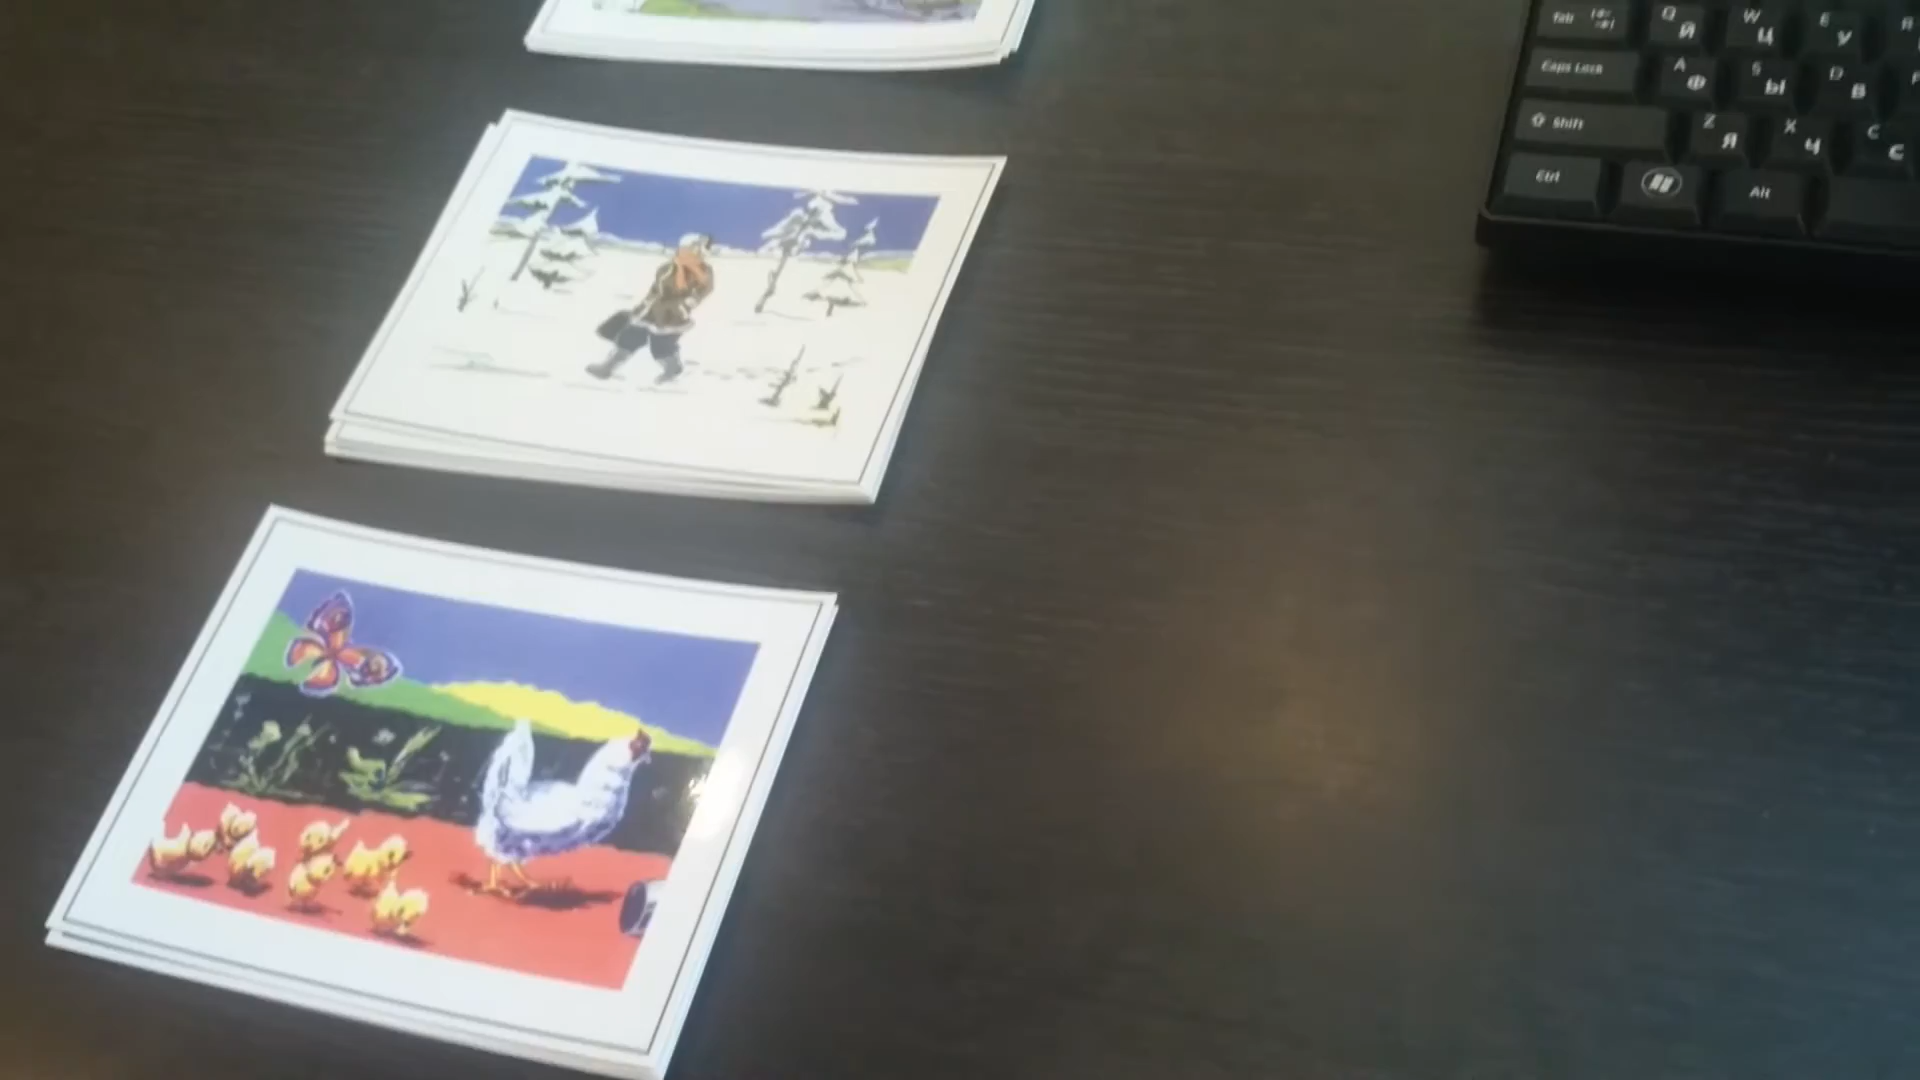 Tab Q Й W Ц E У
Caps Lock A Ф S Ы D В
Shift Z Я X Ч C С
Ctrl Alt